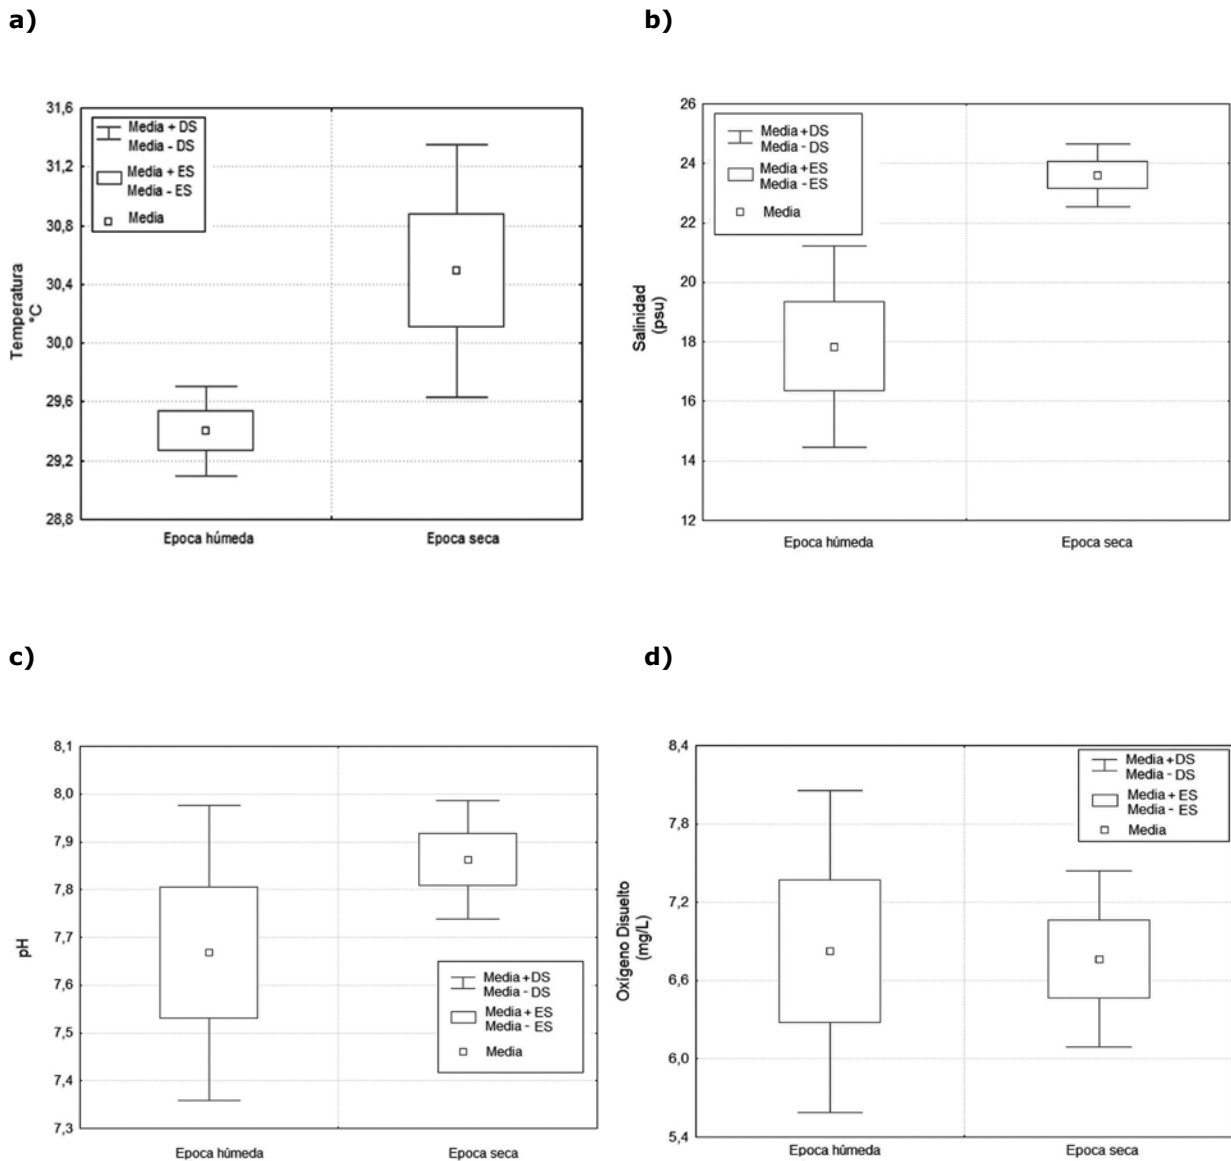 a)
31,6
31,2
30,8
30,4
30,0
29,6
29,2
28,8
Temperatura
°C
Media + DS
Media - DS
Media + ES
Media - ES
Media
Epoca húmeda
Epoca seca
b)
26
24
22
20
18
16
14
12
Salinidad
(psu)
Media + DS
Media - DS
Media + ES
Media - ES
Media
Epoca húmeda
Epoca seca
c)
8,1
8,0
7,9
7,8
7,7
7,6
7,5
7,4
7,3
pH
Media + DS
Media - DS
Media + ES
Media - ES
Media
Epoca húmeda
Epoca seca
d)
8,4
7,8
7,2
6,6
6,0
5,4
Oxígeno Disuelto
(mg/L)
Media + DS
Media - DS
Media + ES
Media - ES
Media
Epoca húmeda
Epoca seca